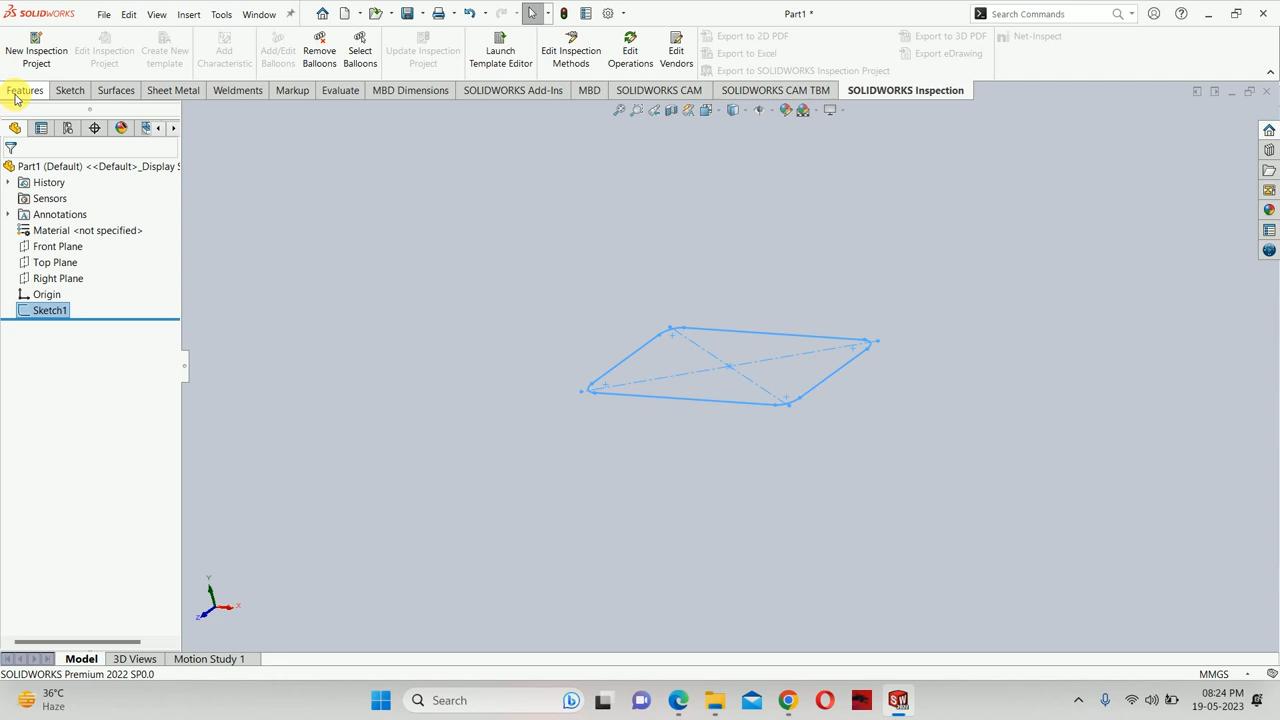 SOLIDWORKS File Edit View Insert Tools Window Part1 * Search Commands
New Inspection Project
Edit Inspection Project
Create New template
Add Characteristic
Add/Edit Balloons
Remove Balloons
Select Balloons
Update Inspection Project
Launch Template Editor
Edit Inspection Methods
Edit Operations
Edit Vendors
Export to 2D PDF
Export to Excel
Export to SOLIDWORKS Inspection Project
Export to 3D PDF
Export eDrawing
Net-Inspect
Features Sketch Surfaces Sheet Metal Weldments Markup Evaluate MBD Dimensions SOLIDWORKS Add-Ins MBD SOLIDWORKS CAM SOLIDWORKS CAM TBM SOLIDWORKS Inspection
Part1 (Default) <<Default>_Display S
History
Sensors
Annotations
Material <not specified>
Front Plane
Top Plane
Right Plane
Origin
Sketch1
Y
X
Z
Model 3D Views Motion Study 1
SOLIDWORKS Premium 2022 SP0.0 MMGS
36°C
Haze
Search
08:24 PM
19-05-2023